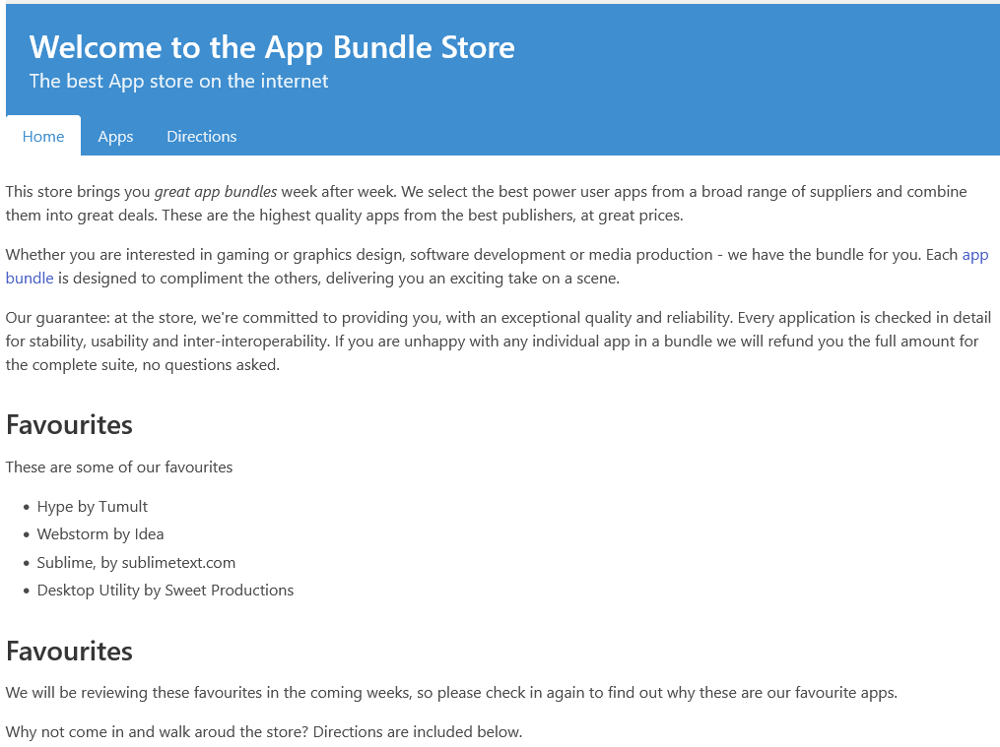 Welcome to the App Bundle Store
The best App store on the internet
Home Apps Directions
This store brings you great app bundles week after week. We select the best power user apps from a broad range of suppliers and combine
them into great deals. These are the highest quality apps from the best publishers, at great prices.
Whether you are interested in gaming or graphics design, software development or media production - we have the bundle for you. Each app
bundle is designed to compliment the others, delivering you an exciting take on a scene.
Our guarantee: at the store, we're committed to providing you, with an exceptional quality and reliability. Every application is checked in detail
for stability, usability and inter-interoperability. If you are unhappy with any individual app in a bundle we will refund you the full amount for
the complete suite, no questions asked.
Favourites
These are some of our favourites
• Hype by Tumult
• Webstorm by Idea
• Sublime, by sublimetext.com
• Desktop Utility by Sweet Productions
Favourites
We will be reviewing these favourites in the coming weeks, so please check in again to find out why these are our favourite apps.
Why not come in and walk aroud the store? Directions are included below.